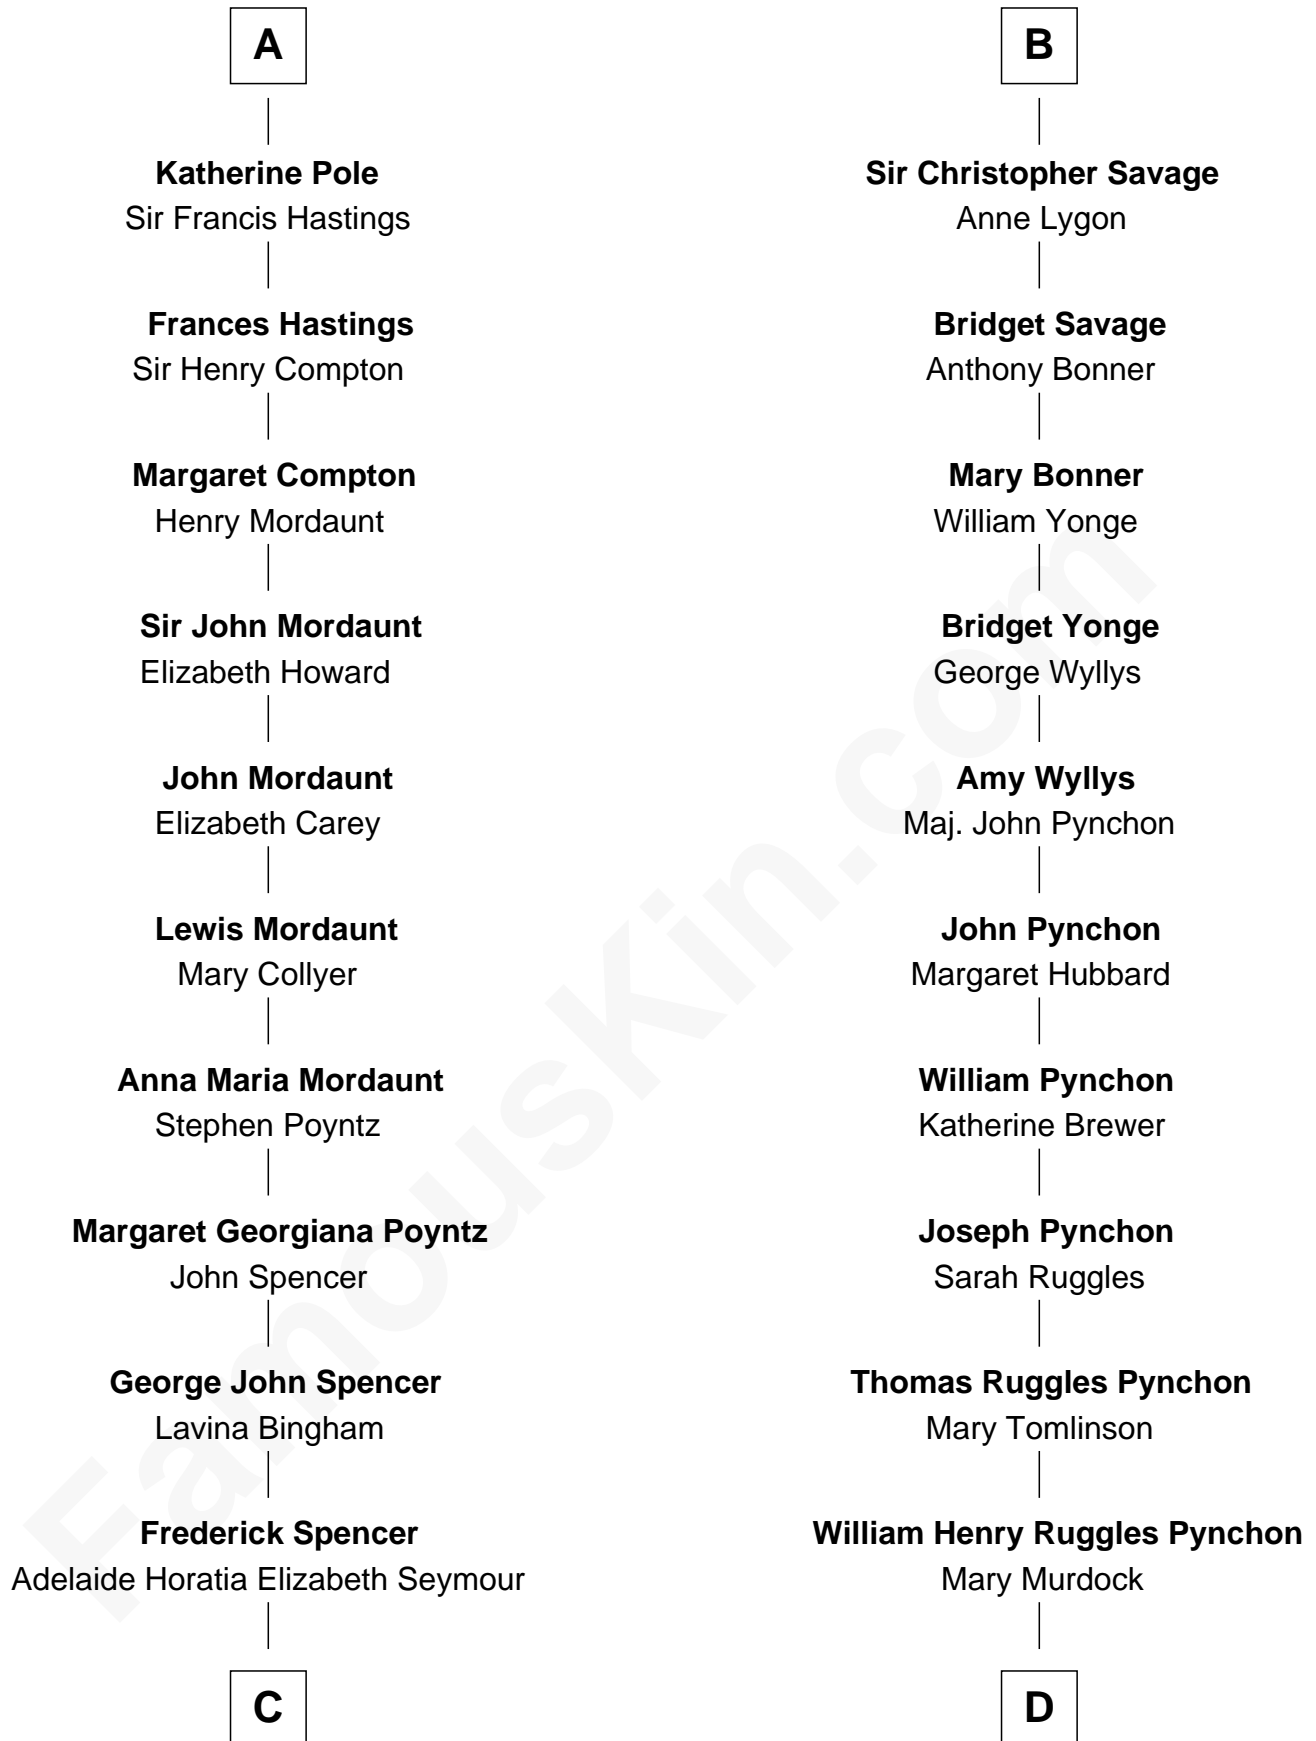 A
Katherine Pole
Sir Francis Hastings
Frances Hastings
Sir Henry Compton
Margaret Compton
Henry Mordaunt
Sir John Mordaunt
Elizabeth Howard
John Mordaunt
Elizabeth Carey
Lewis Mordaunt
Mary Collyer
Anna Maria Mordaunt
Stephen Poyntz
Margaret Georgiana Poyntz
John Spencer
George John Spencer
Lavina Bingham
Frederick Spencer
Adelaide Horatia Elizabeth Seymour
C
B
Sir Christopher Savage
Anne Lygon
Bridget Savage
Anthony Bonner
Mary Bonner
William Yonge
Bridget Yonge
George Wyllys
Amy Wyllys
Maj. John Pynchon
John Pynchon
Margaret Hubbard
William Pynchon
Katherine Brewer
Joseph Pynchon
Sarah Ruggles
Thomas Ruggles Pynchon
Mary Tomlinson
William Henry Ruggles Pynchon
Mary Murdock
D
FamousKin.com